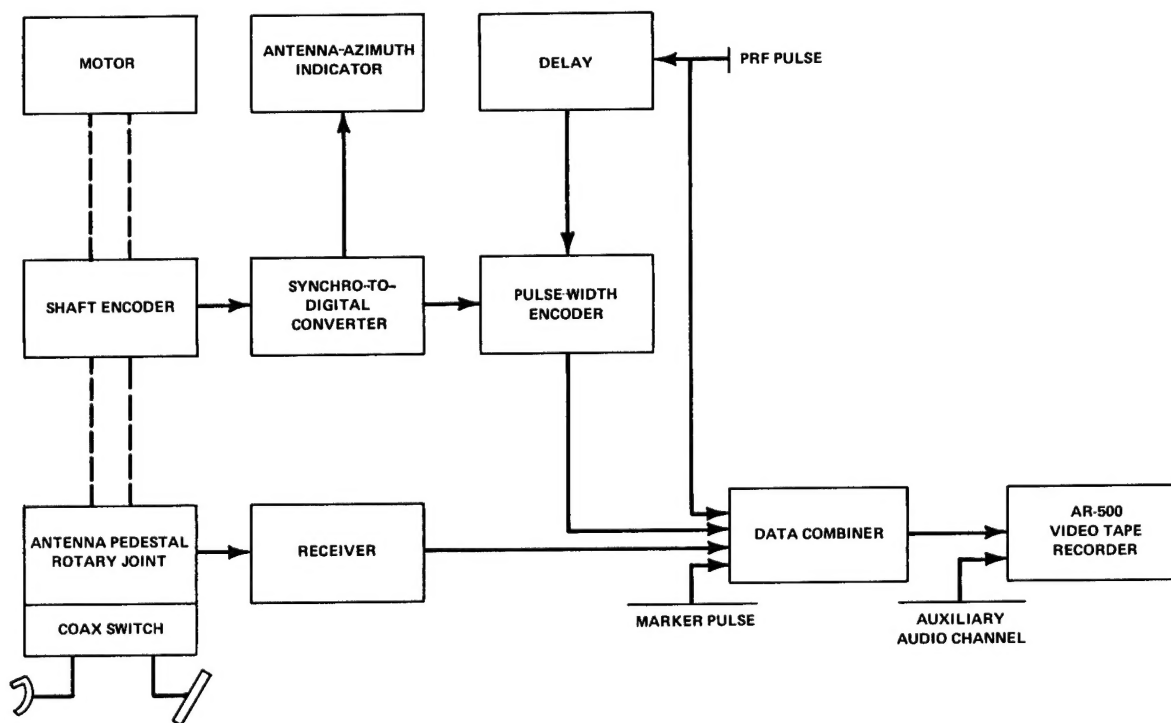 MOTOR
ANTENNA-AZIMUTH
INDICATOR
DELAY
PRF PULSE
SHAFT ENCODER
SYNCHRO-TO-
DIGITAL
CONVERTER
PULSE-WIDTH
ENCODER
ANTENNA PEDESTAL
ROTARY JOINT
COAX SWITCH
RECEIVER
DATA COMBINER
AR-500
VIDEO TAPE
RECORDER
MARKER PULSE
AUXILIARY
AUDIO CHANNEL